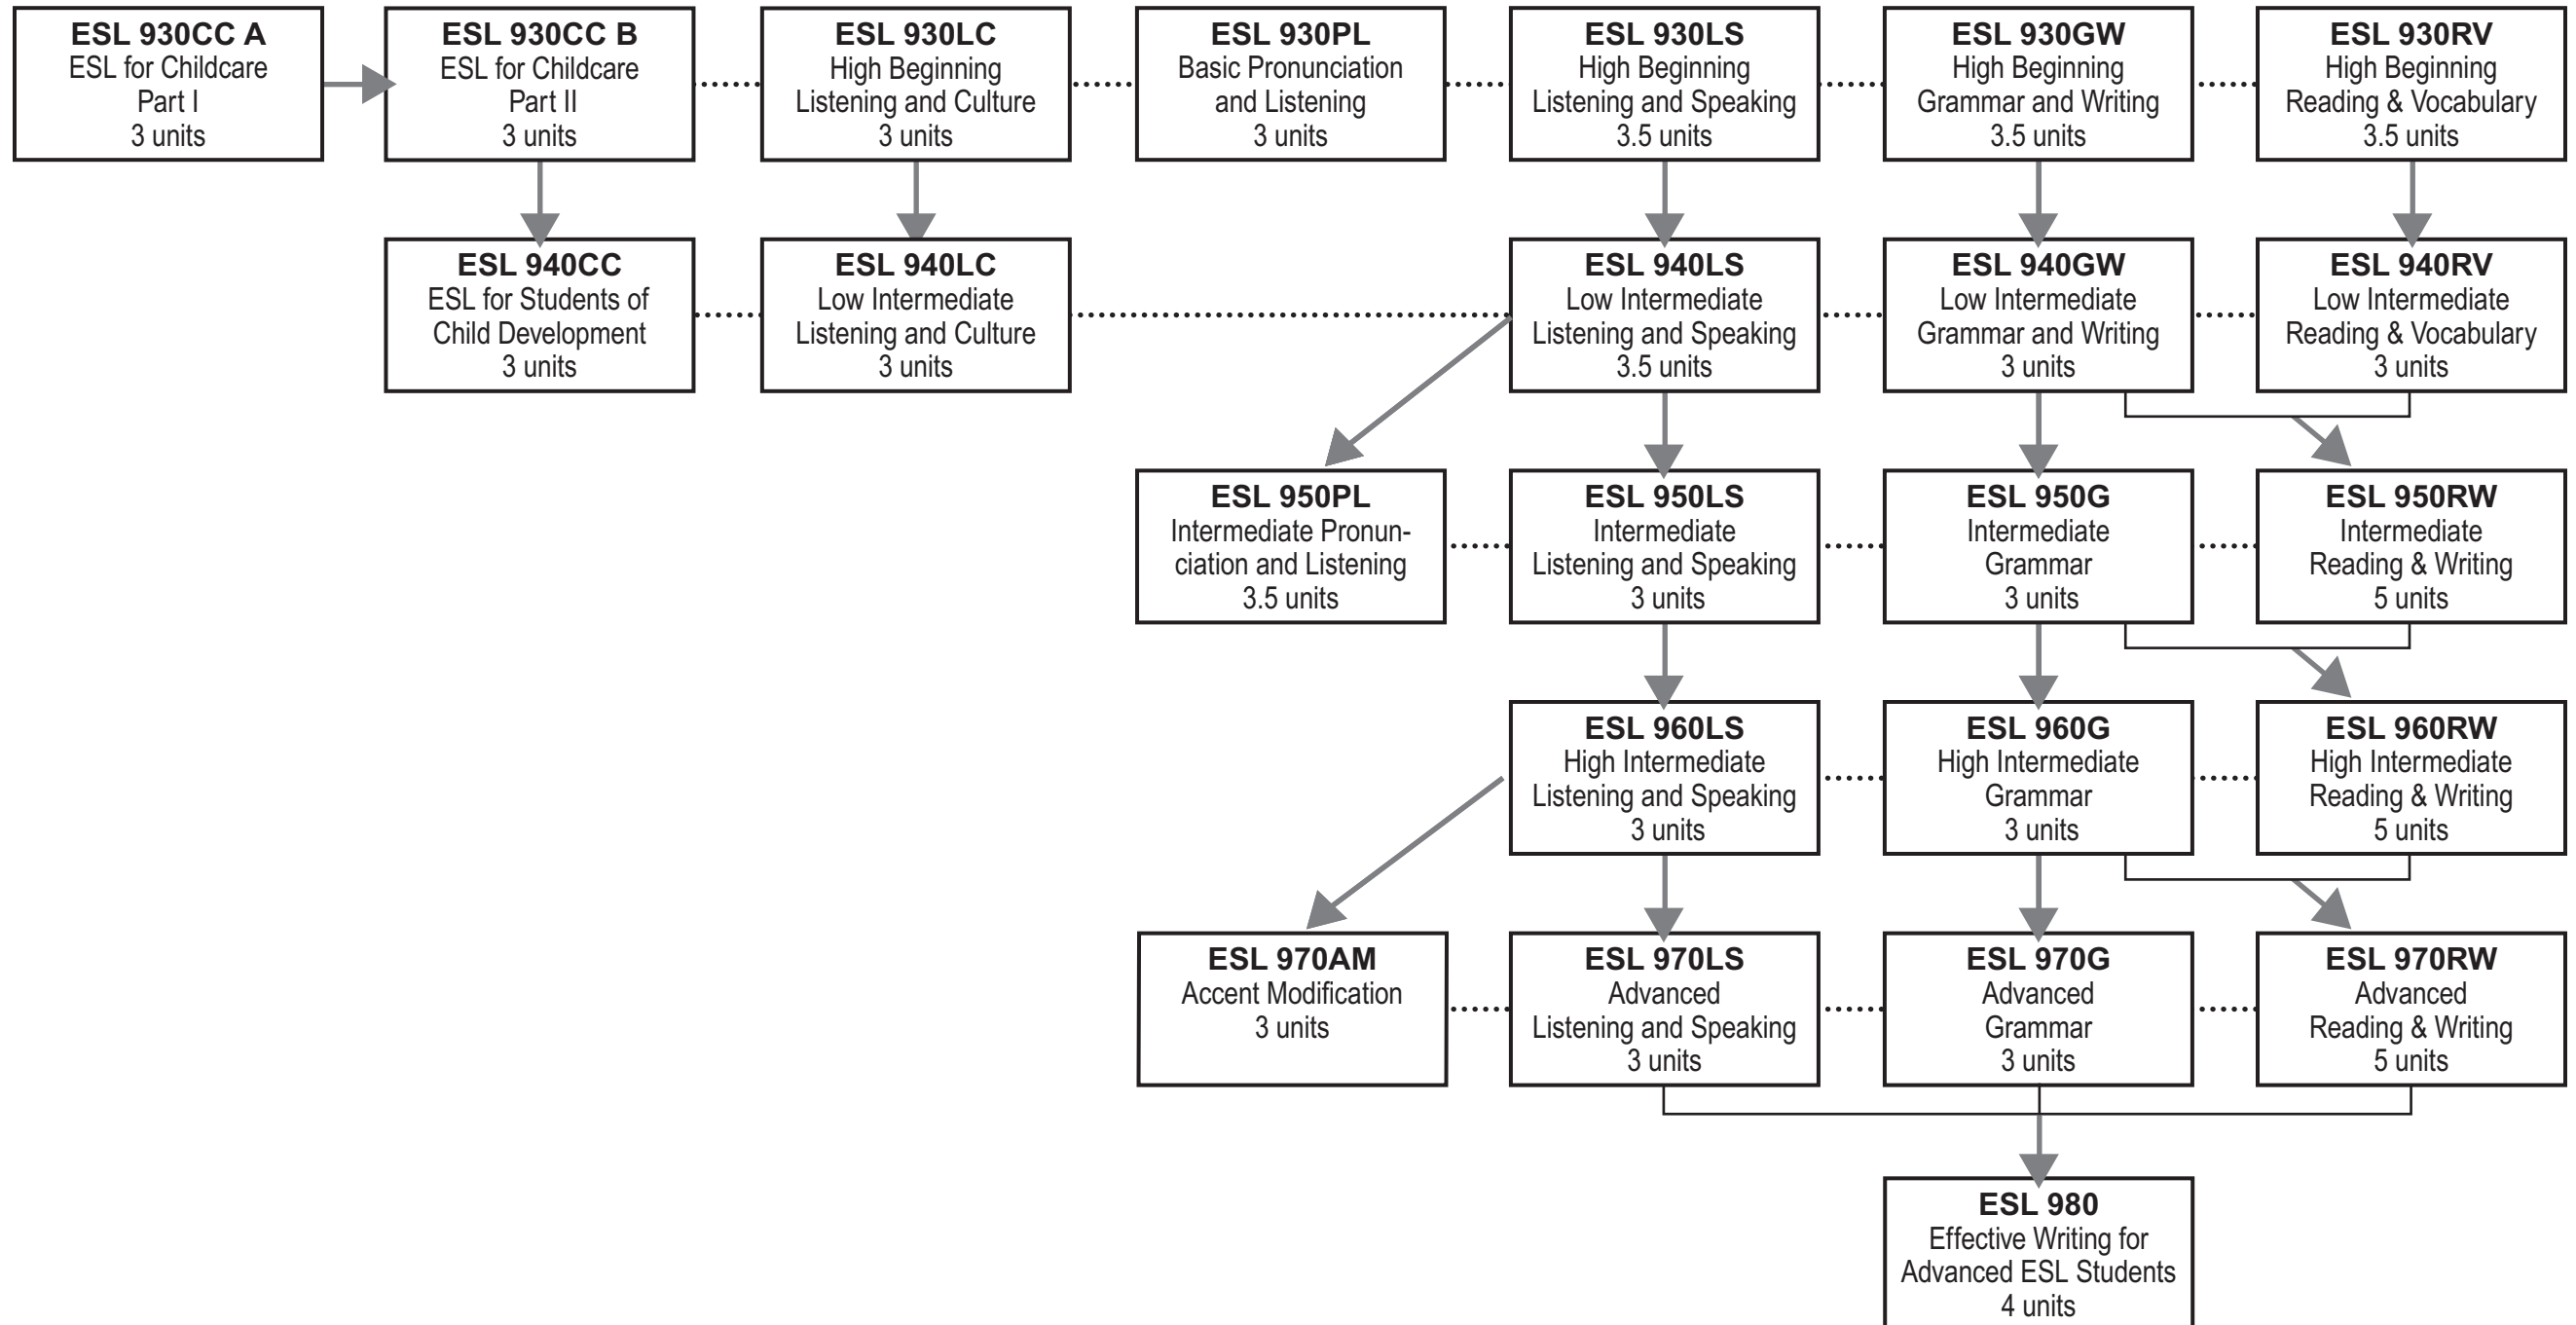 ESL 930CC A
ESL for Childcare
Part I
3 units
ESL 930CC B
ESL for Childcare
Part II
3 units
ESL 930LC
High Beginning
Listening and Culture
3 units
ESL 930PL
Basic Pronunciation
and Listening
3 units
ESL 930LS
High Beginning
Listening and Speaking
3.5 units
ESL 930GW
High Beginning
Grammar and Writing
3.5 units
ESL 930RV
High Beginning
Reading & Vocabulary
3.5 units
ESL 940CC
ESL for Students of
Child Development
3 units
ESL 940LC
Low Intermediate
Listening and Culture
3 units
ESL 940LS
Low Intermediate
Listening and Speaking
3.5 units
ESL 940GW
Low Intermediate
Grammar and Writing
3 units
ESL 940RV
Low Intermediate
Reading & Vocabulary
3 units
ESL 950PL
Intermediate Pronun-
ciation and Listening
3.5 units
ESL 950LS
Intermediate
Listening and Speaking
3 units
ESL 950G
Intermediate
Grammar
3 units
ESL 950RW
Intermediate
Reading & Writing
5 units
ESL 960LS
High Intermediate
Listening and Speaking
3 units
ESL 960G
High Intermediate
Grammar
3 units
ESL 960RW
High Intermediate
Reading & Writing
5 units
ESL 970AM
Accent Modification
3 units
ESL 970LS
Advanced
Listening and Speaking
3 units
ESL 970G
Advanced
Grammar
3 units
ESL 970RW
Advanced
Reading & Writing
5 units
ESL 980
Effective Writing for
Advanced ESL Students
4 units